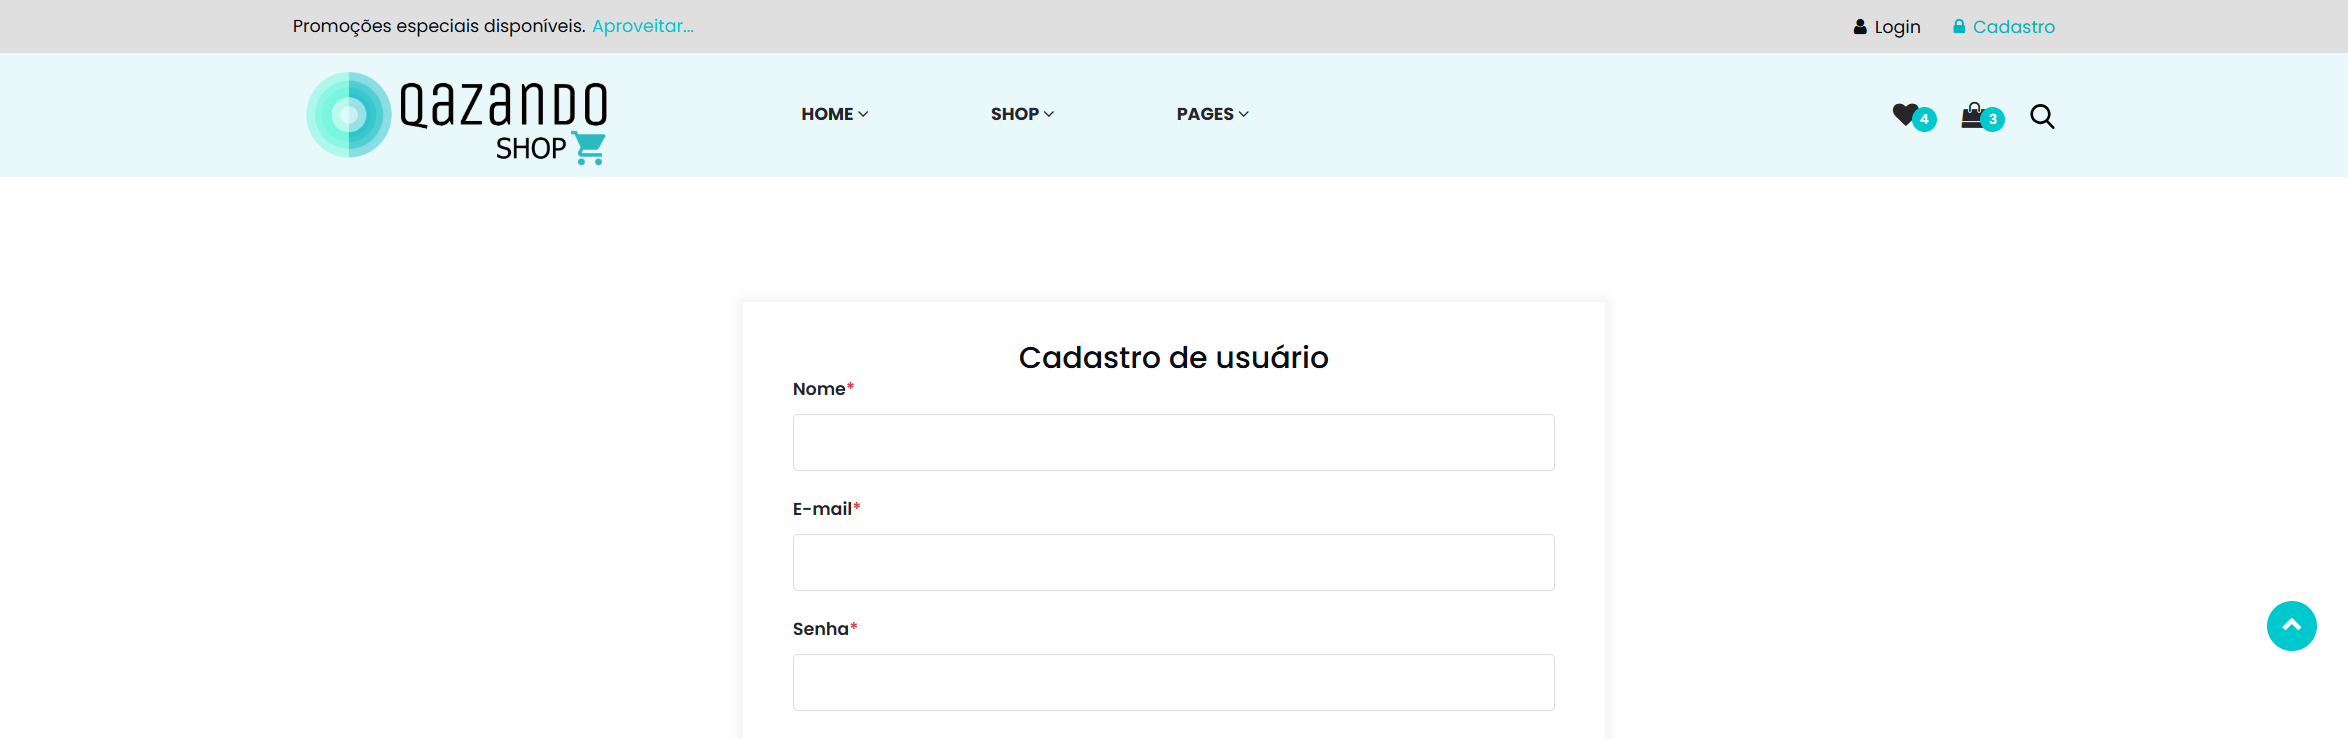 Promoções especiais disponíveis. Aproveitar...
Login
Cadastro
Qazando
SHOP
HOME
SHOP
PAGES
4
3
Cadastro de usuário
Nome*
E-mail*
Senha*